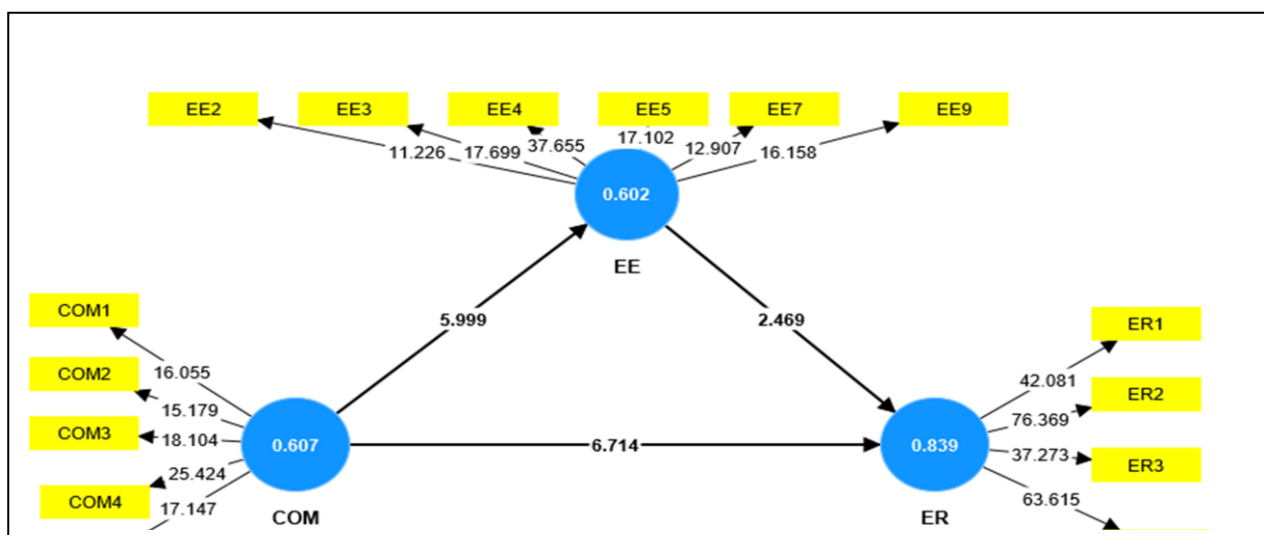 EE2 EE3 EE4 EE5 EE7 EE9
11.226 17.699 37.655 17.102 12.907 16.158
0.602
EE
COM1
5.999 2.469
ER1
16.055
COM2
42.081
ER2
15.179
76.369
COM3
18.104
0.607
6.714
0.839
37.273
ER3
25.424
COM4
17.147
63.615
COM
ER